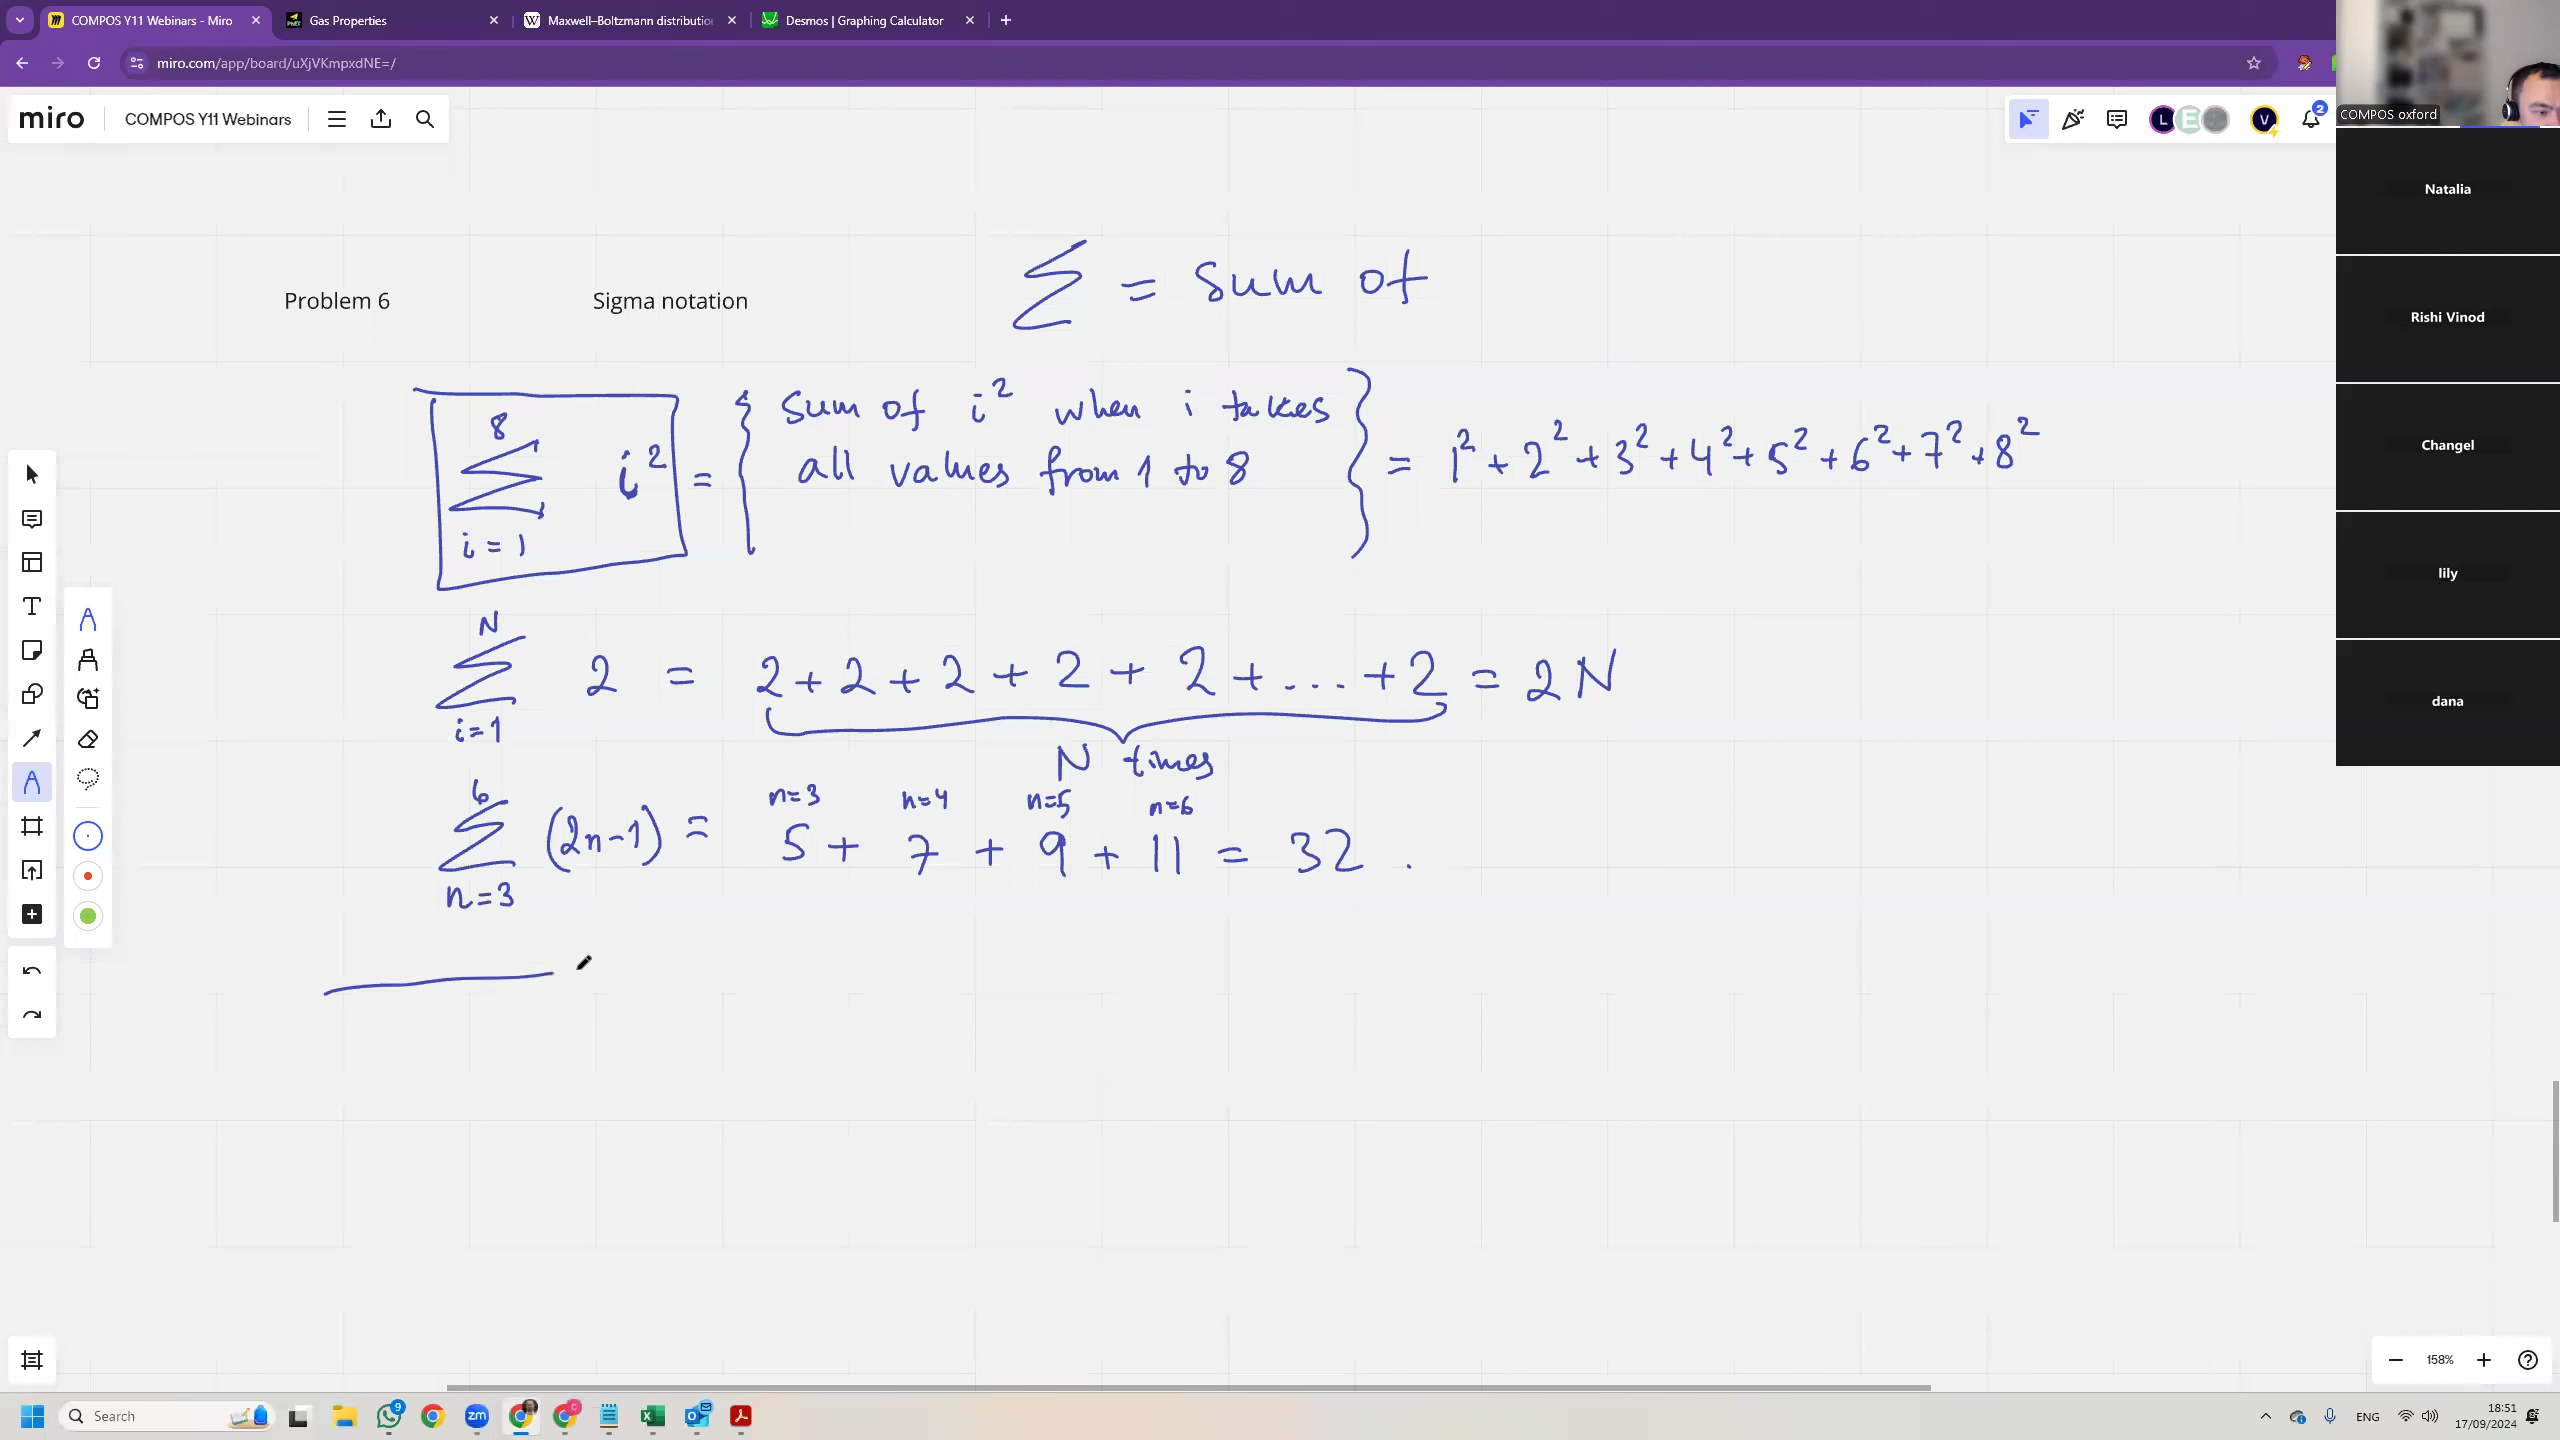 COMPOS Y11 Webinars - Miro
Gas Properties
Maxwell–Boltzmann distributio
Desmos | Graphing Calculator
miro.com/app/board/uXjVKmpxdNE=/
miro COMPOS Y11 Webinars
L E V 2
COMPOS oxford
Natalia
Rishi Vinod
Changel
lily
dana
Problem 6 Sigma notation Σ = sum of
8
Σ i² = { sum of i² when i takes all values from 1 to 8 } = 1² + 2² + 3² + 4² + 5² + 6² + 7² + 8²
i = 1
N
Σ 2 = 2 + 2 + 2 + 2 + 2 + ... + 2 = 2N
i=1
N times
6 n=3 n=4 n=5 n=6
Σ (2n-1) = 5 + 7 + 9 + 11 = 32 .
n=3
158%
Search
9
zm
ENG
18:51
17/09/2024